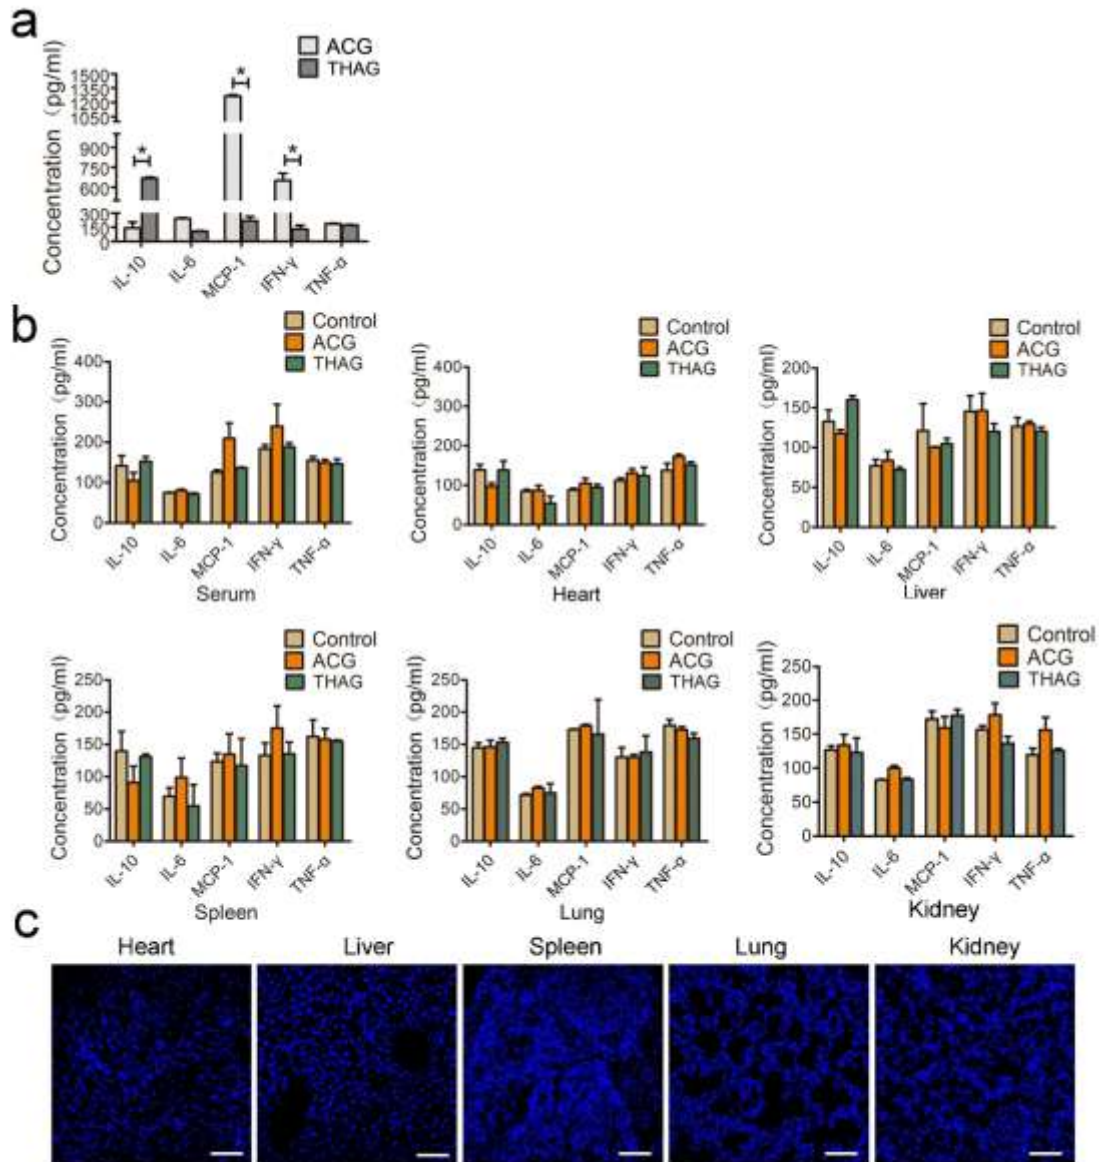 a
ACG
THAG
Concentration (pg/ml)
1500
1350
1200
1050
900
750
600
300
150
0
*
*
*
IL-10
IL-6
MCP-1
IFN-γ
TNF-α
b
Control
ACG
THAG
Concentration (pg/ml)
400
300
200
100
0
IL-10
IL-6
MCP-1
IFN-γ
TNF-α
Serum
Control
ACG
THAG
Concentration (pg/ml)
400
300
200
100
0
IL-10
IL-6
MCP-1
IFN-γ
TNF-α
Heart
Control
ACG
THAG
Concentration (pg/ml)
200
150
100
50
0
IL-10
IL-6
MCP-1
IFN-γ
TNF-α
Liver
Control
ACG
THAG
Concentration (pg/ml)
250
200
150
100
50
0
IL-10
IL-6
MCP-1
IFN-γ
TNF-α
Spleen
Control
ACG
THAG
Concentration (pg/ml)
250
200
150
100
50
0
IL-10
IL-6
MCP-1
IFN-γ
TNF-α
Lung
Control
ACG
THAG
Concentration (pg/ml)
250
200
150
100
50
0
IL-10
IL-6
MCP-1
IFN-γ
TNF-α
Kidney
c
Heart Liver Spleen Lung Kidney